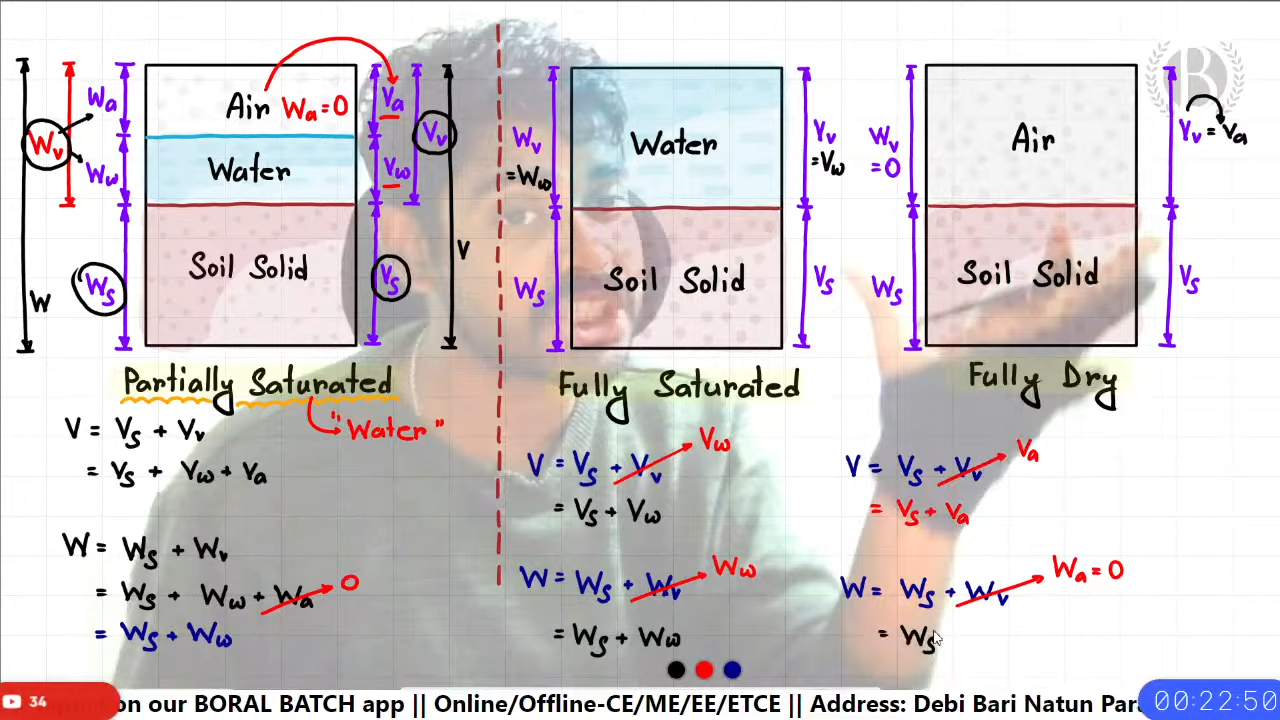 Wa
Wv
Ww
Ws
W
Air Wa=0
Water
Soil Solid
Va
Vv
Vw
Vs
V
Partially Saturated
"Water"
V = Vs + Vv
= Vs + Vw + Va
W = Ws + Wv
= Ws + Ww + Wa 0
= Ws + Ww
Wv
= Ww
Ws
Water
Soil Solid
Vv
= Vw
Vs
Fully Saturated
V = Vs + Vv Vw
= Vs + Vw
W = Ws + Wv Ww
= Ws + Ww
Wv
= 0
Ws
Air
Soil Solid
B
Vv = Va
Vs
Fully Dry
V = Vs + Vv Va
= Vs + Va
W = Ws + Wv Wa = 0
= Ws
34
on our BORAL BATCH app || Online/Offline-CE/ME/EE/ETCE || Address: Debi Bari Natun Par
00:22:50